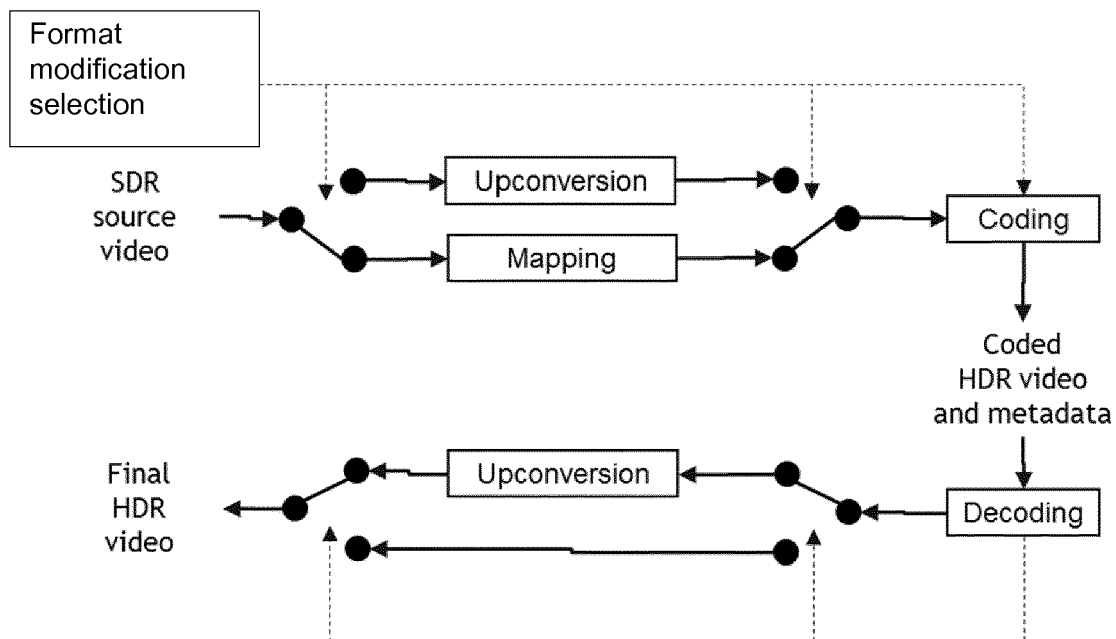 Format
modification
selection
SDR
source
video
Upconversion
Mapping
Coding
Coded
HDR video
and metadata
Final
HDR
video
Upconversion
Decoding